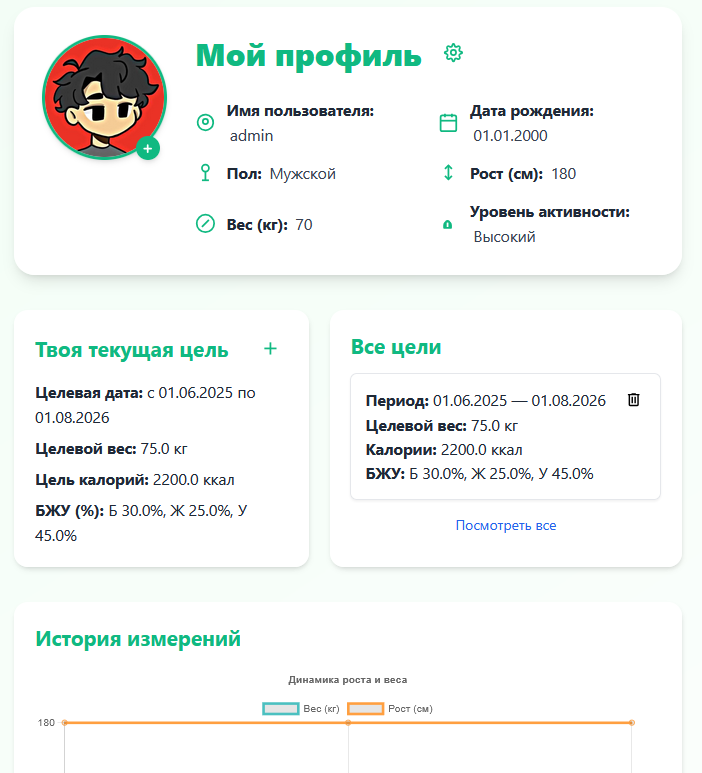 Мой профиль
Имя пользователя:
admin
Дата рождения:
01.01.2000
Пол: Мужской
Рост (см): 180
Вес (кг): 70
Уровень активности:
Высокий
Твоя текущая цель
Целевая дата: с 01.06.2025 по
01.08.2026
Целевой вес: 75.0 кг
Цель калорий: 2200.0 ккал
БЖУ (%): Б 30.0%, Ж 25.0%, У
45.0%
Все цели
Период: 01.06.2025 — 01.08.2026
Целевой вес: 75.0 кг
Калории: 2200.0 ккал
БЖУ: Б 30.0%, Ж 25.0%, У 45.0%
Посмотреть все
История измерений
Динамика роста и веса
Вес (кг) Рост (см)
180